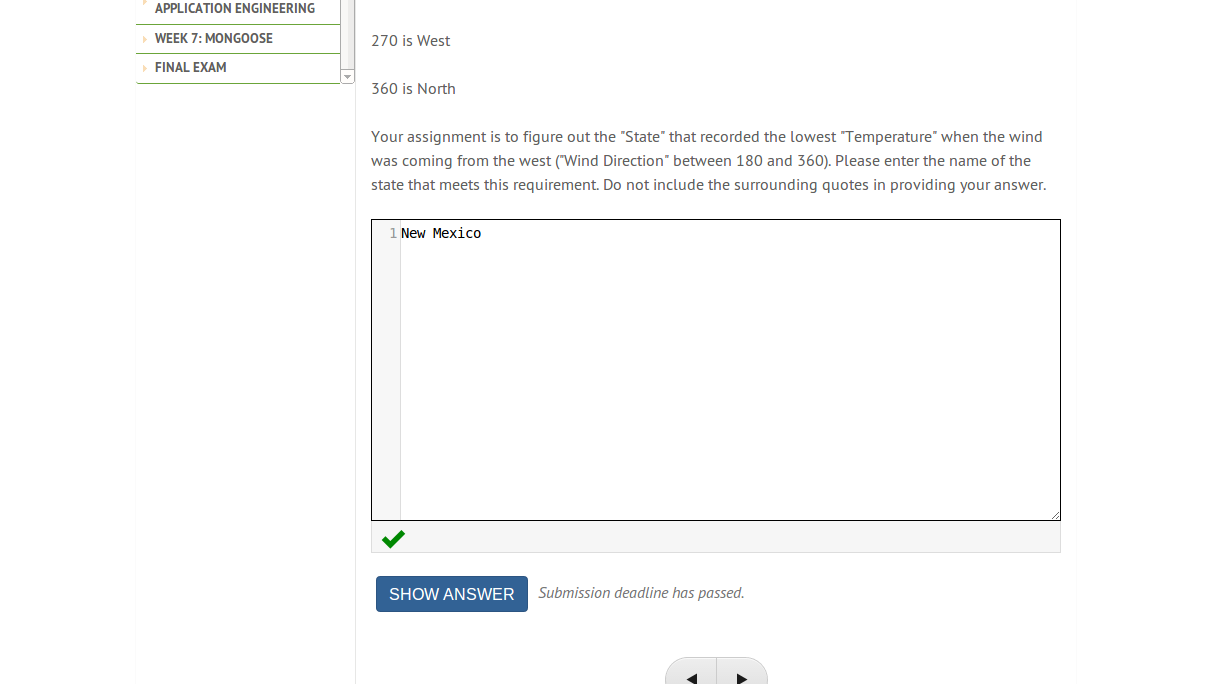 APPLICATION ENGINEERING
WEEK 7: MONGOOSE
FINAL EXAM
270 is West
360 is North
Your assignment is to figure out the "State" that recorded the lowest "Temperature" when the wind
was coming from the west ("Wind Direction" between 180 and 360). Please enter the name of the
state that meets this requirement. Do not include the surrounding quotes in providing your answer.
1 New Mexico
SHOW ANSWER Submission deadline has passed.